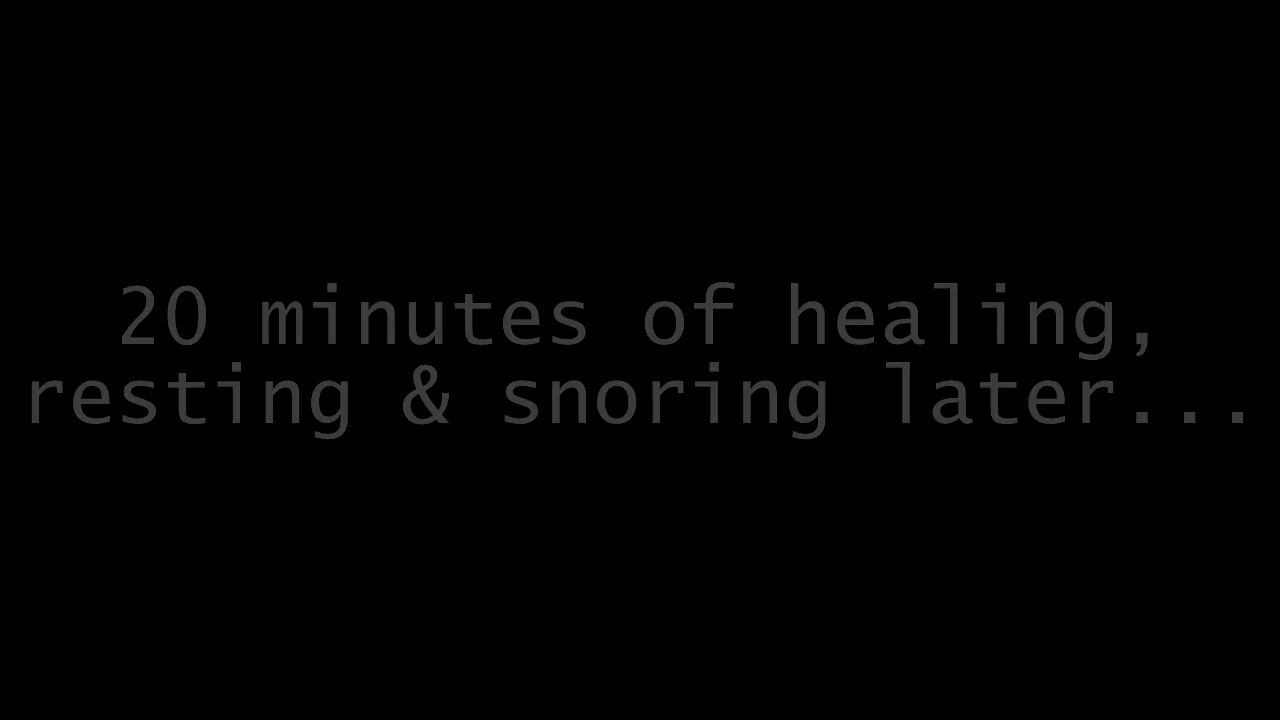 20 minutes of healing,
resting & snoring later...